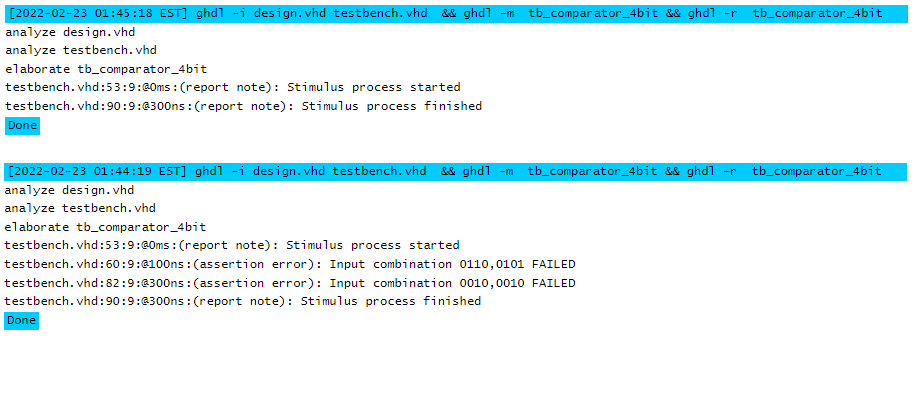 [2022-02-23 01:45:18 EST] ghdl -i design.vhd testbench.vhd  && ghdl -m  tb_comparator_4bit && ghdl -r  tb_comparator_4bit
analyze design.vhd
analyze testbench.vhd
elaborate tb_comparator_4bit
testbench.vhd:53:9:@0ms:(report note): Stimulus process started
testbench.vhd:90:9:@300ns:(report note): Stimulus process finished
Done
[2022-02-23 01:44:19 EST] ghdl -i design.vhd testbench.vhd  && ghdl -m  tb_comparator_4bit && ghdl -r  tb_comparator_4bit
analyze design.vhd
analyze testbench.vhd
elaborate tb_comparator_4bit
testbench.vhd:53:9:@0ms:(report note): Stimulus process started
testbench.vhd:60:9:@100ns:(assertion error): Input combination 0110,0101 FAILED
testbench.vhd:82:9:@300ns:(assertion error): Input combination 0010,0010 FAILED
testbench.vhd:90:9:@300ns:(report note): Stimulus process finished
Done